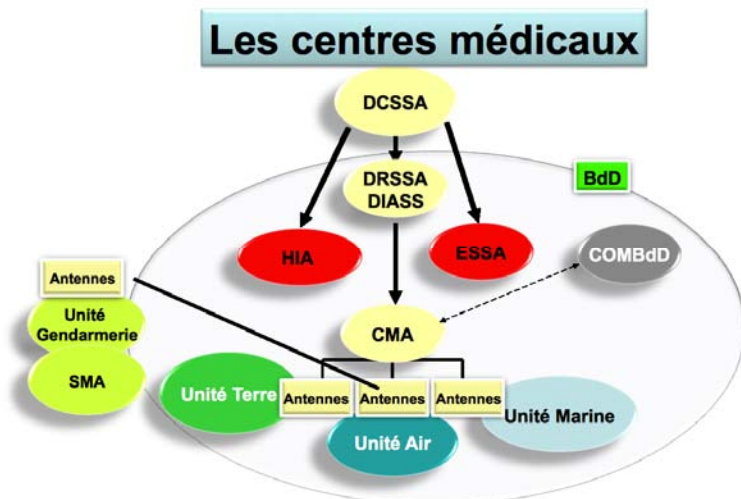 Les centres médicaux
DCSSA
BdD
DRSSA
DIASS
HIA
ESSA
COMBdD
Antennes
Unité
Gendarmerie
CMA
SMA
Unité Terre
Antennes
Antennes
Antennes
Unité Marine
Unité Air